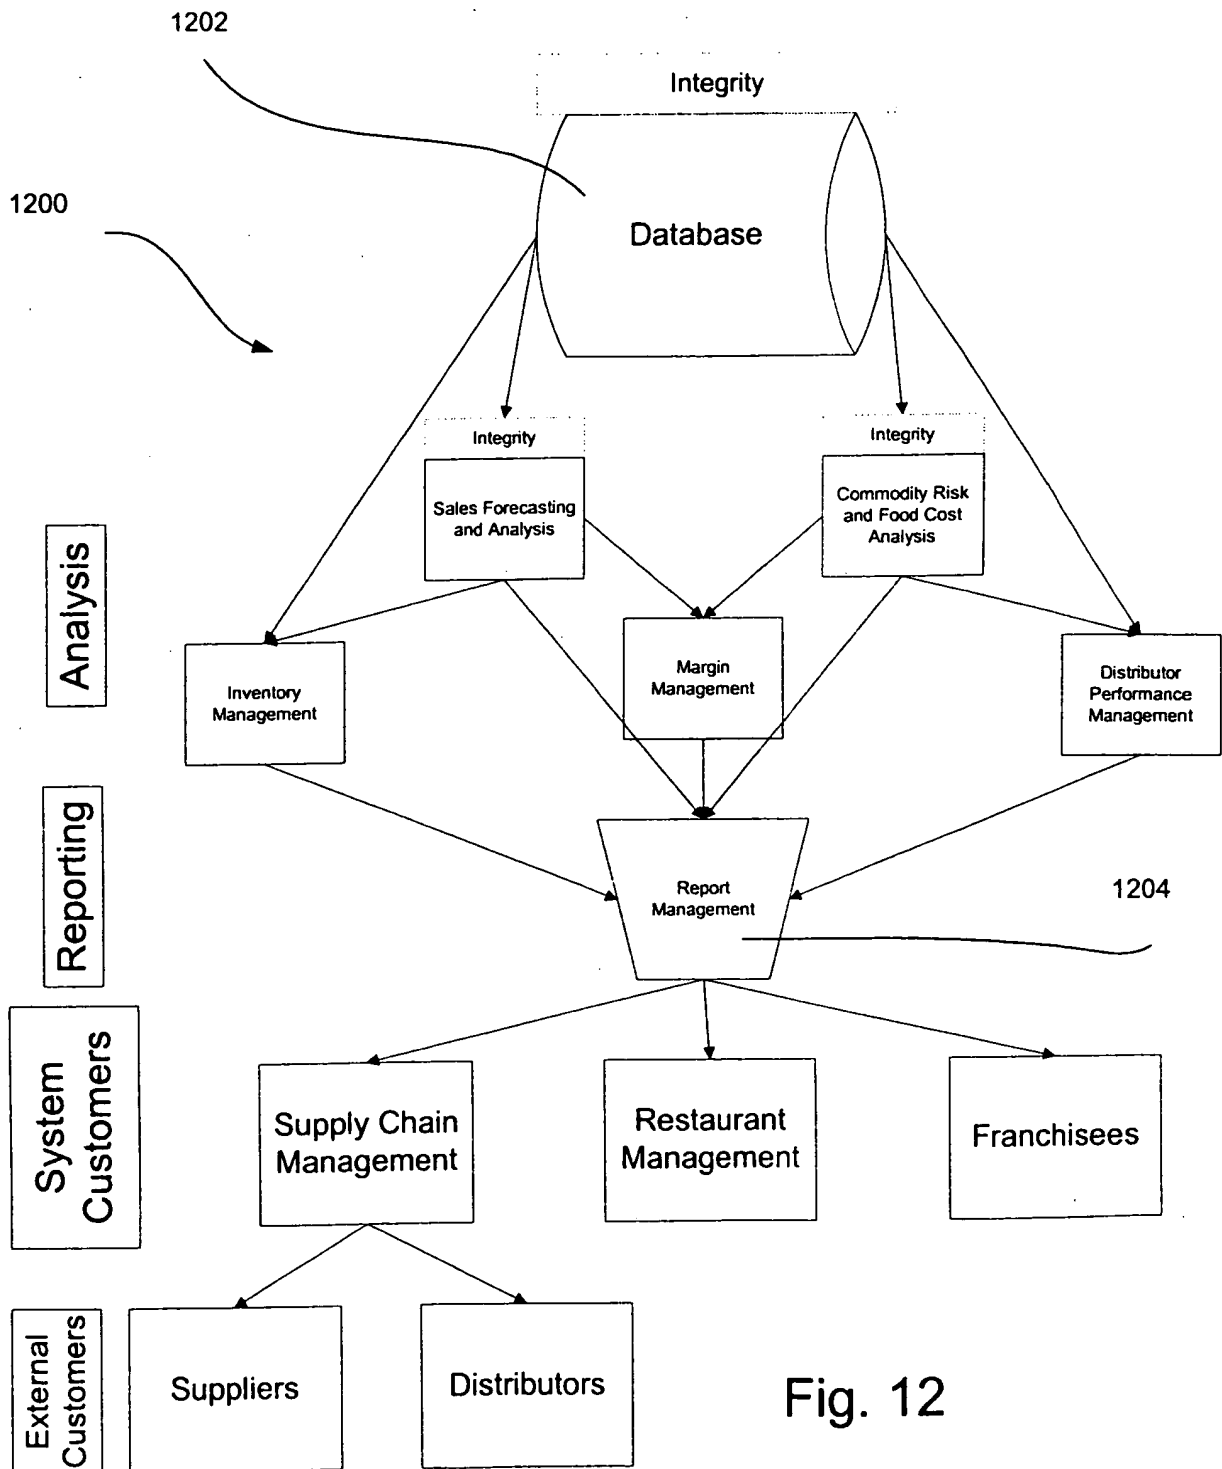 1202
Integrity
1200
Database
Integrity
Integrity
Sales Forecasting
and Analysis
Commodity Risk
and Food Cost
Analysis
Analysis
Inventory
Management
Margin
Management
Distributor
Performance
Management
Reporting
Report
Management
1204
System
Customers
Supply Chain
Management
Restaurant
Management
Franchisees
External
Customers
Suppliers
Distributors
Fig. 12